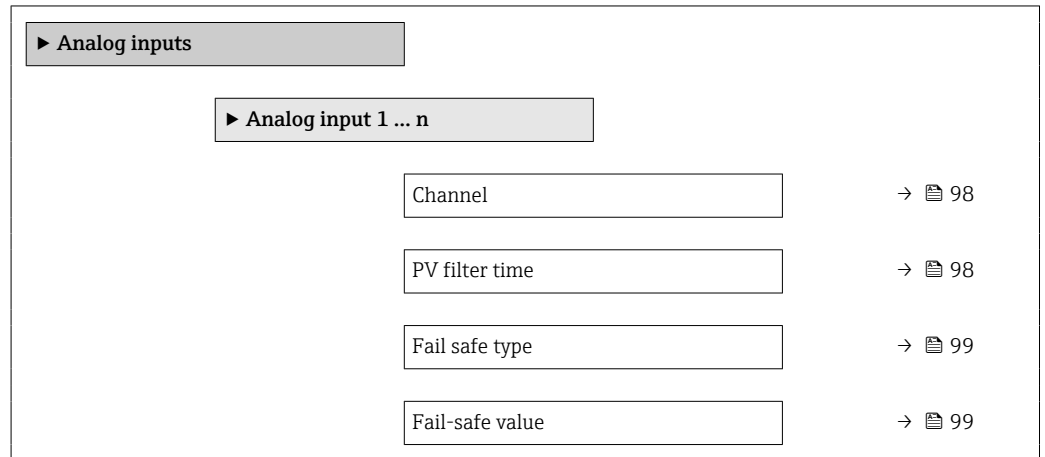 ▶ Analog inputs
▶ Analog input 1 ... n
Channel → 98
PV filter time → 98
Fail safe type → 99
Fail-safe value → 99